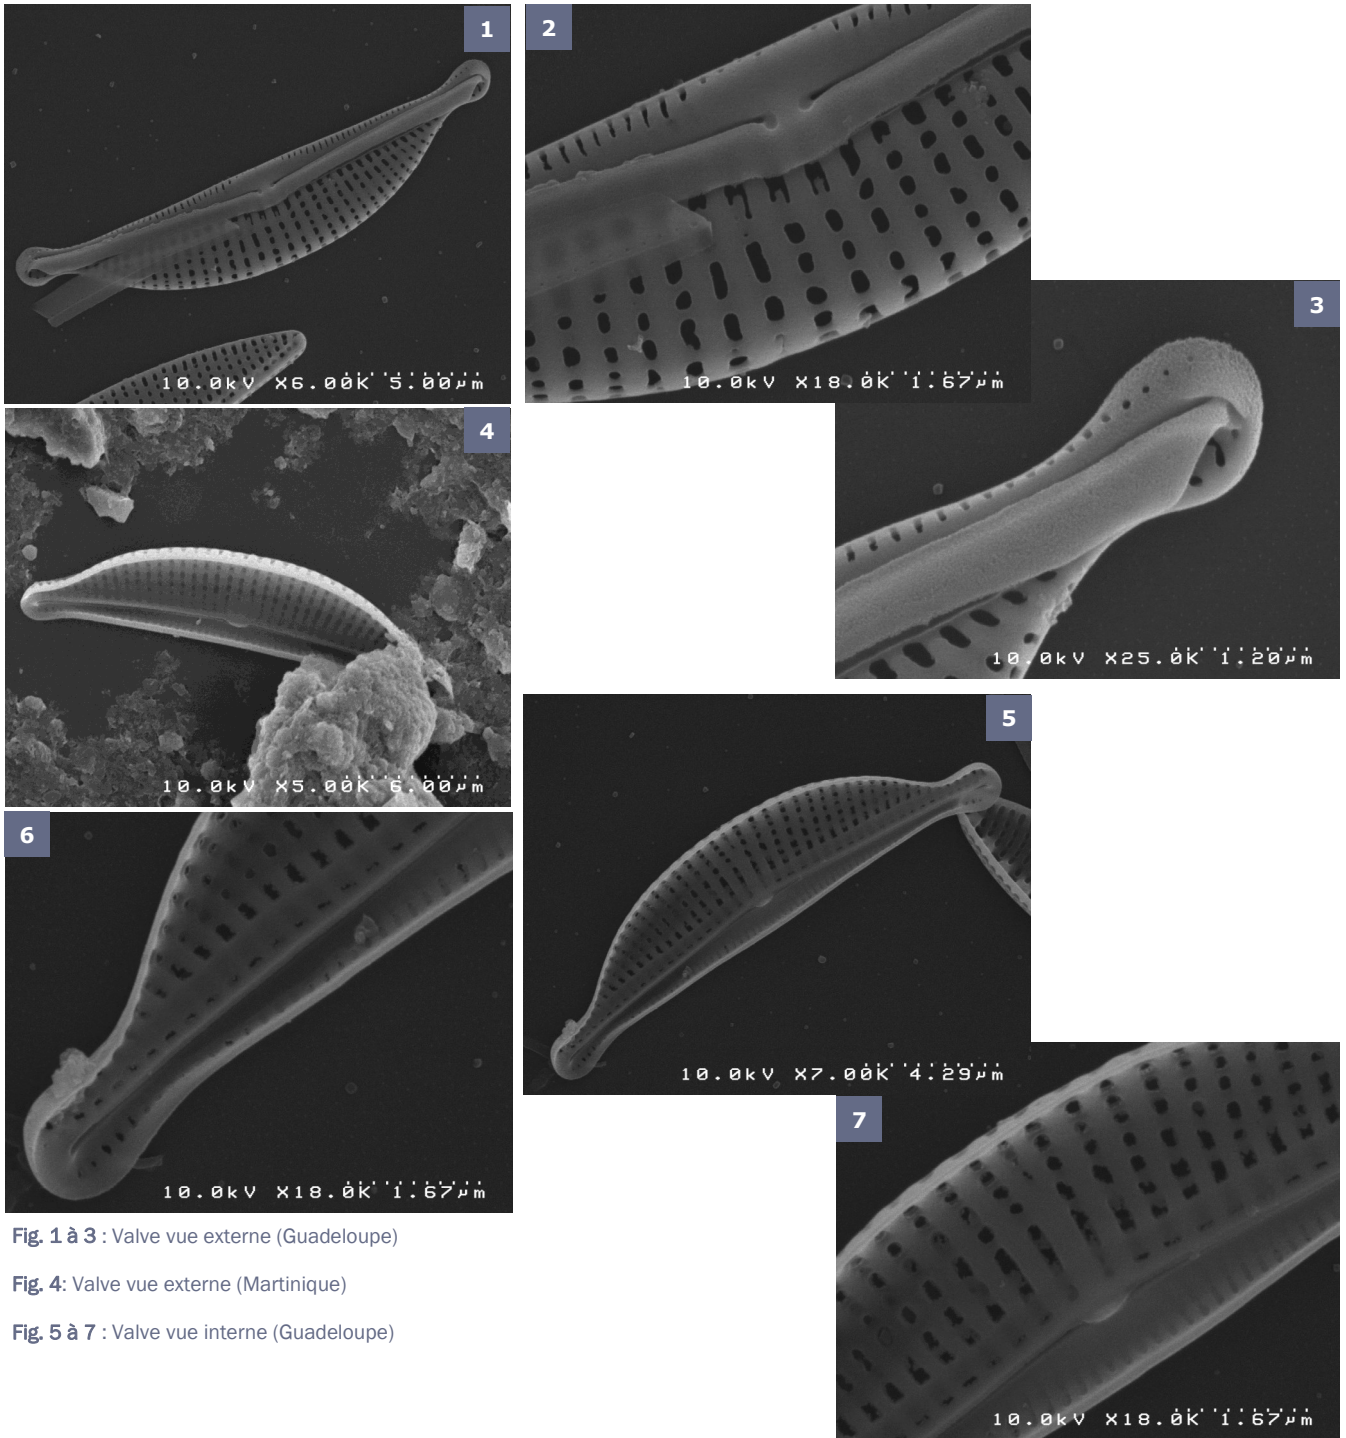 1
10.0kV X6.00K 5.00µm
2
10.0kV X18.0K 1.67µm
3
10.0kV X25.0K 1.20µm
4
10.0kV X5.00K 6.00µm
5
10.0kV X7.00K 4.29µm
6
10.0kV X18.0K 1.67µm
7
10.0kV X18.0K 1.67µm
Fig. 1 à 3 : Valve vue externe (Guadeloupe)
Fig. 4: Valve vue externe (Martinique)
Fig. 5 à 7 : Valve vue interne (Guadeloupe)